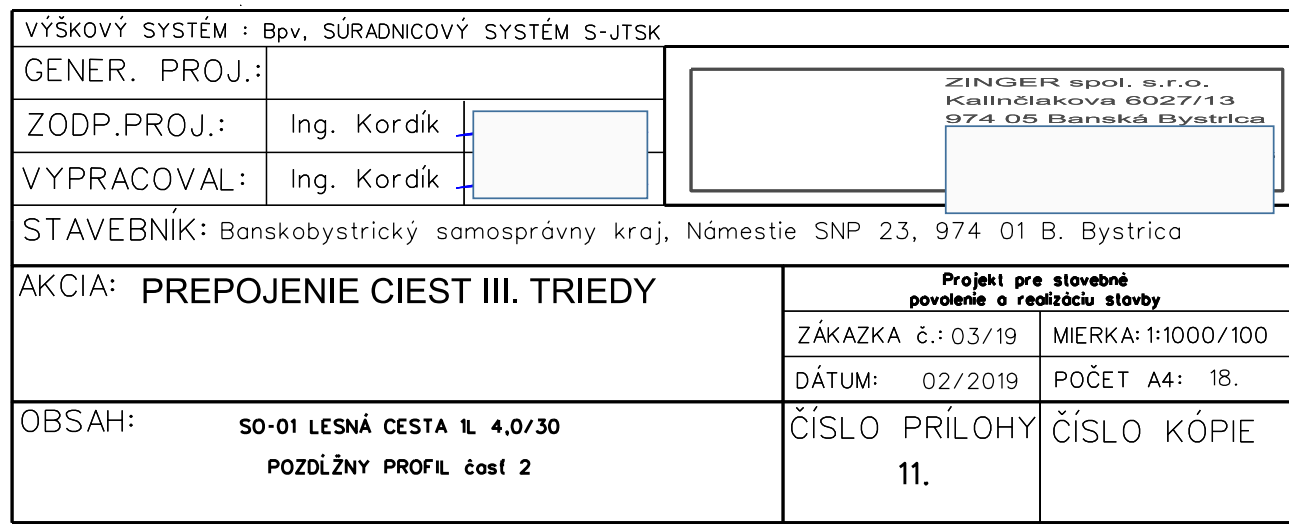 VÝŠKOVÝ SYSTÉM : Bpv, SÚRADNICOVÝ SYSTÉM S-JTSK
GENER. PROJ.:
ZODP.PROJ.: Ing. Kordík
VYPRACOVAL: Ing. Kordík
ZINGER spol. s.r.o.
Kalinčiakova 6027/13
974 05 Banská Bystrica
STAVEBNÍK: Banskobystrický samosprávny kraj, Námestie SNP 23, 974 01 B. Bystrica
AKCIA: PREPOJENIE CIEST III. TRIEDY
Projekt pre stavebné
povolenie a realizáciu stavby
ZÁKAZKA č.: 03/19 MIERKA: 1:1000/100
DÁTUM: 02/2019 POČET A4: 18.
OBSAH: SO-01 LESNÁ CESTA 1L 4,0/30
POZDĹŽNY PROFIL časť 2
ČÍSLO PRÍLOHY ČÍSLO KÓPIE
11.